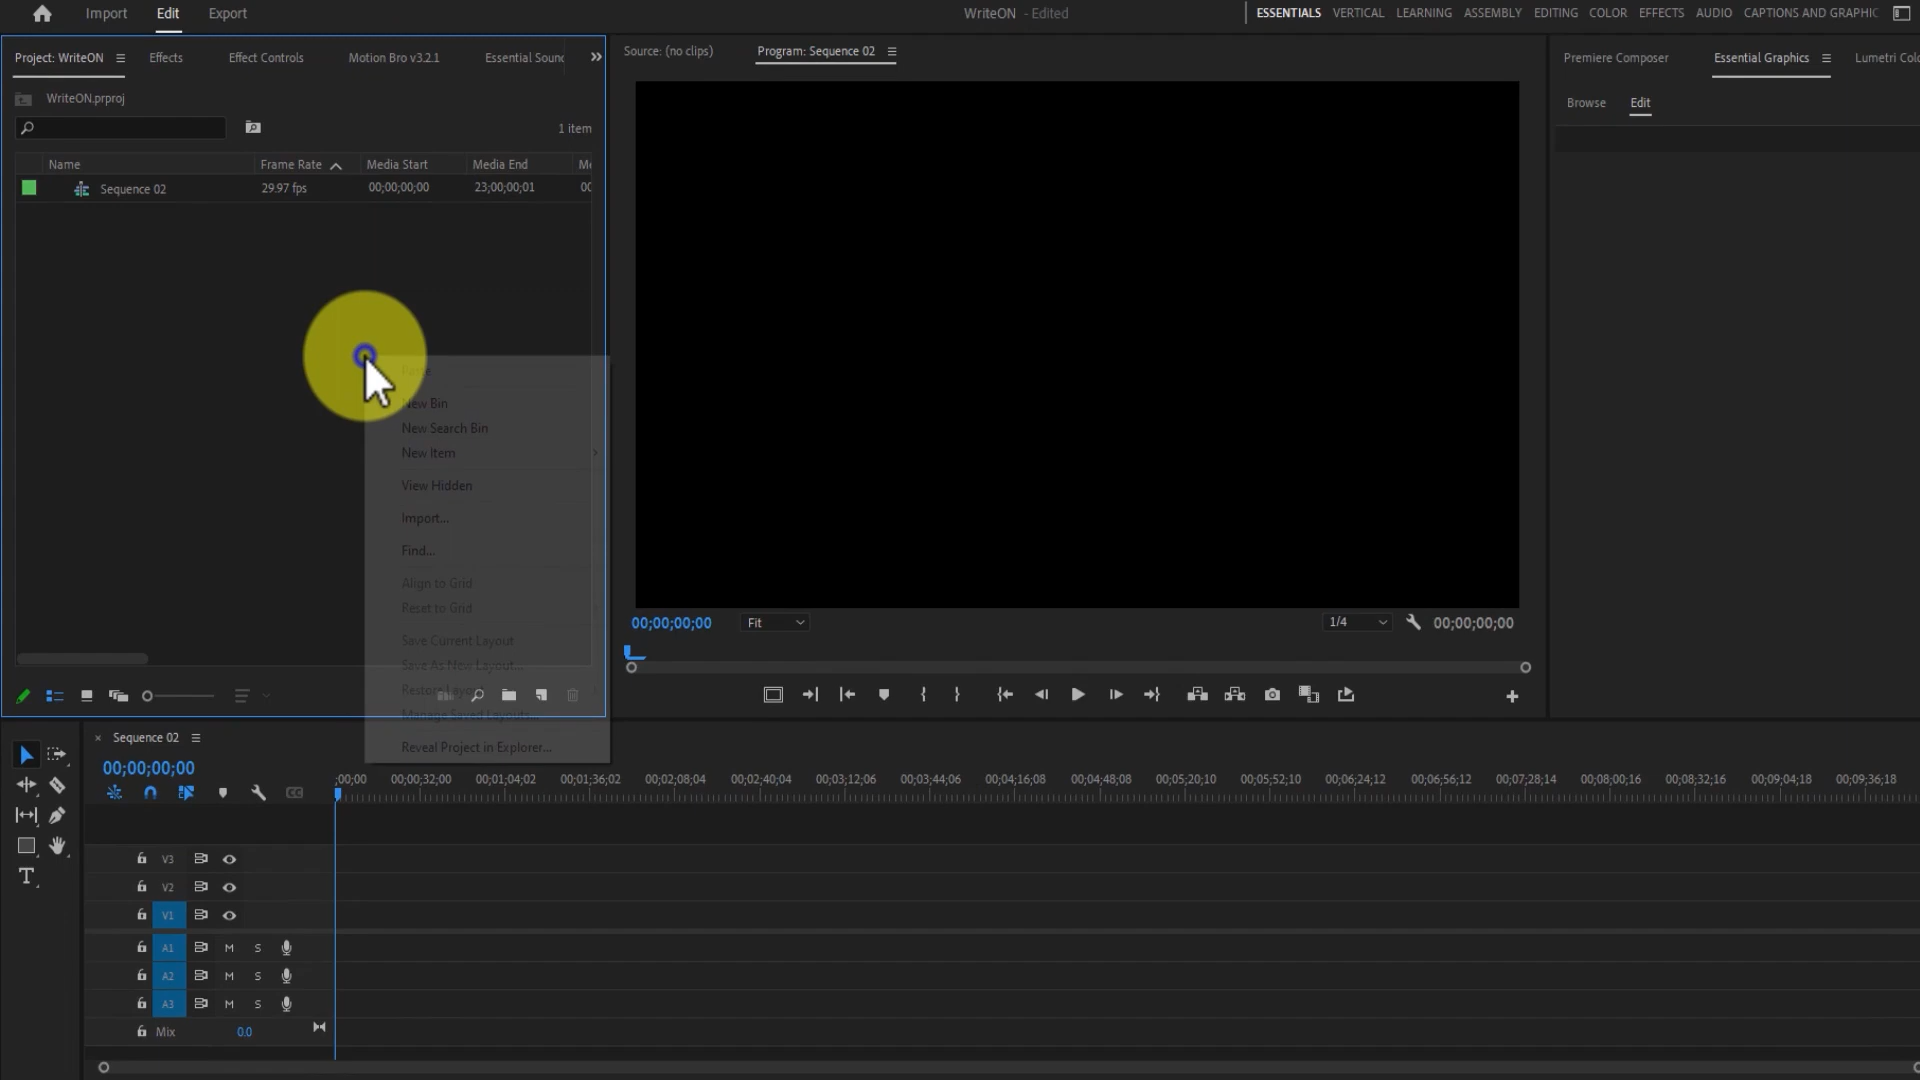 Import Edit Export WriteON - Edited ESSENTIALS VERTICAL LEARNING ASSEMBLY EDITING COLOR EFFECTS AUDIO CAPTIONS AND GRAPHIC
Project: WriteON Effects Effect Controls Motion Bro v3.2.1 Essential Sound
Source: (no clips) Program: Sequence 02
Premiere Composer Essential Graphics Lumetri Colo
WriteON.prproj
Browse Edit
1 item
Name Frame Rate Media Start Media End Me
Sequence 02 29.97 fps 00;00;00;00 23;00;00;01 00
Paste
New Bin
New Search Bin
New Item
View Hidden
Import...
Find...
Align to Grid
Reset to Grid
Save Current Layout
Save As New Layout...
Restore Layout
Manage Saved Layouts...
Reveal Project in Explorer...
00;00;00;00 Fit 1/4 00;00;00;00
Sequence 02
00;00;00;00
;00;00 00;00;32;00 00;01;04;02 00;01;36;02 00;02;08;04 00;02;40;04 00;03;12;06 00;03;44;06 00;04;16;08 00;04;48;08 00;05;20;10 00;05;52;10 00;06;24;12 00;06;56;12 00;07;28;14 00;08;00;16 00;08;32;16 00;09;04;18 00;09;36;18
V3
V2
V1
A1 M S
A2 M S
A3 M S
Mix 0.0